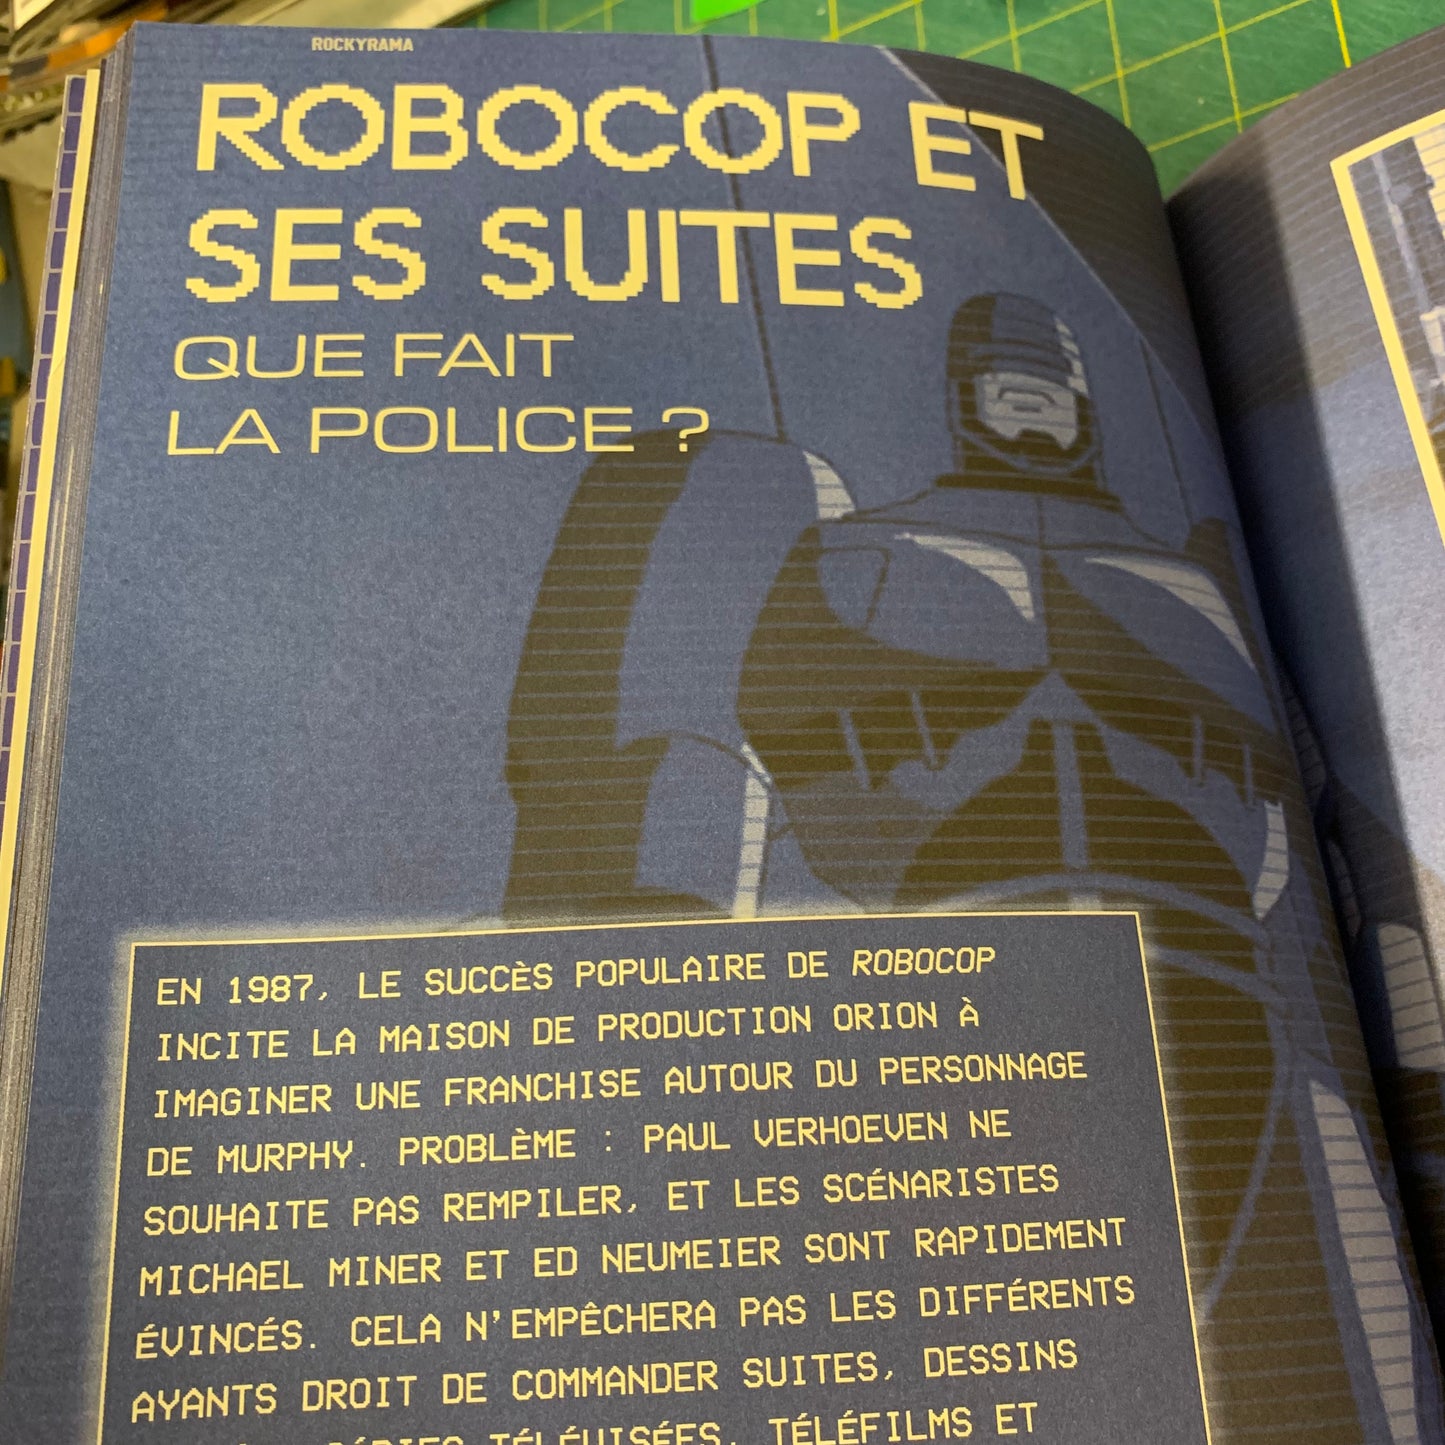 ROCKYRAMA
ROBOCOP ET
SES SUITES
QUE FAIT
LA POLICE ?
EN 1987, LE SUCCÈS POPULAIRE DE ROBOCOP
INCITE LA MAISON DE PRODUCTION ORION À
IMAGINER UNE FRANCHISE AUTOUR DU PERSONNAGE
DE MURPHY. PROBLÈME : PAUL VERHOEVEN NE
SOUHAITE PAS REMPILER, ET LES SCÉNARISTES
MICHAEL MINER ET ED NEUMEIER SONT RAPIDEMENT
ÉVINCÉS. CELA N'EMPÊCHERA PAS LES DIFFÉRENTS
AYANTS DROIT DE COMMANDER SUITES, DESSINS
TÉLÉVISÉES, TÉLÉFILMS ET